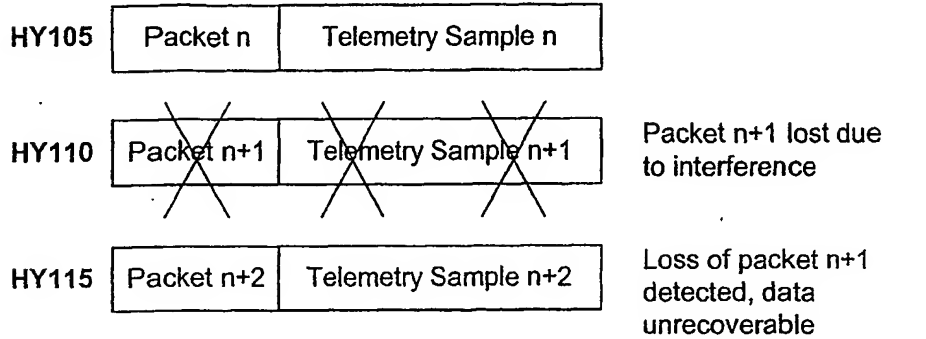 HY105 Packet n Telemetry Sample n
HY110 Packet n+1 Telemetry Sample n+1 Packet n+1 lost due
to interference
HY115 Packet n+2 Telemetry Sample n+2 Loss of packet n+1
detected, data
unrecoverable